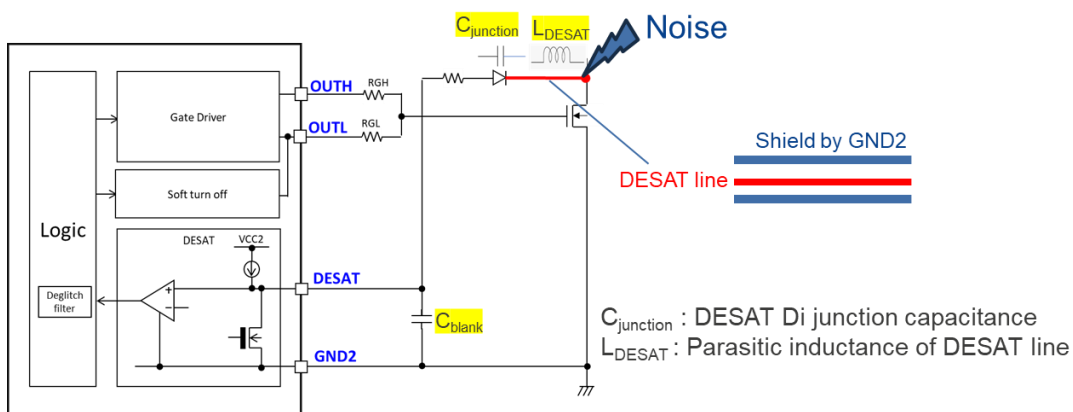 Cjunction
LDESAT
Noise
OUTH
RGH
Gate Driver
OUTL
RGL
Shield by GND2
DESAT line
Soft turn off
Logic
DESAT
VCC2
DESAT
+
−
Deglitch
filter
Cblank
GND2
Cjunction : DESAT Di junction capacitance
LDESAT : Parasitic inductance of DESAT line